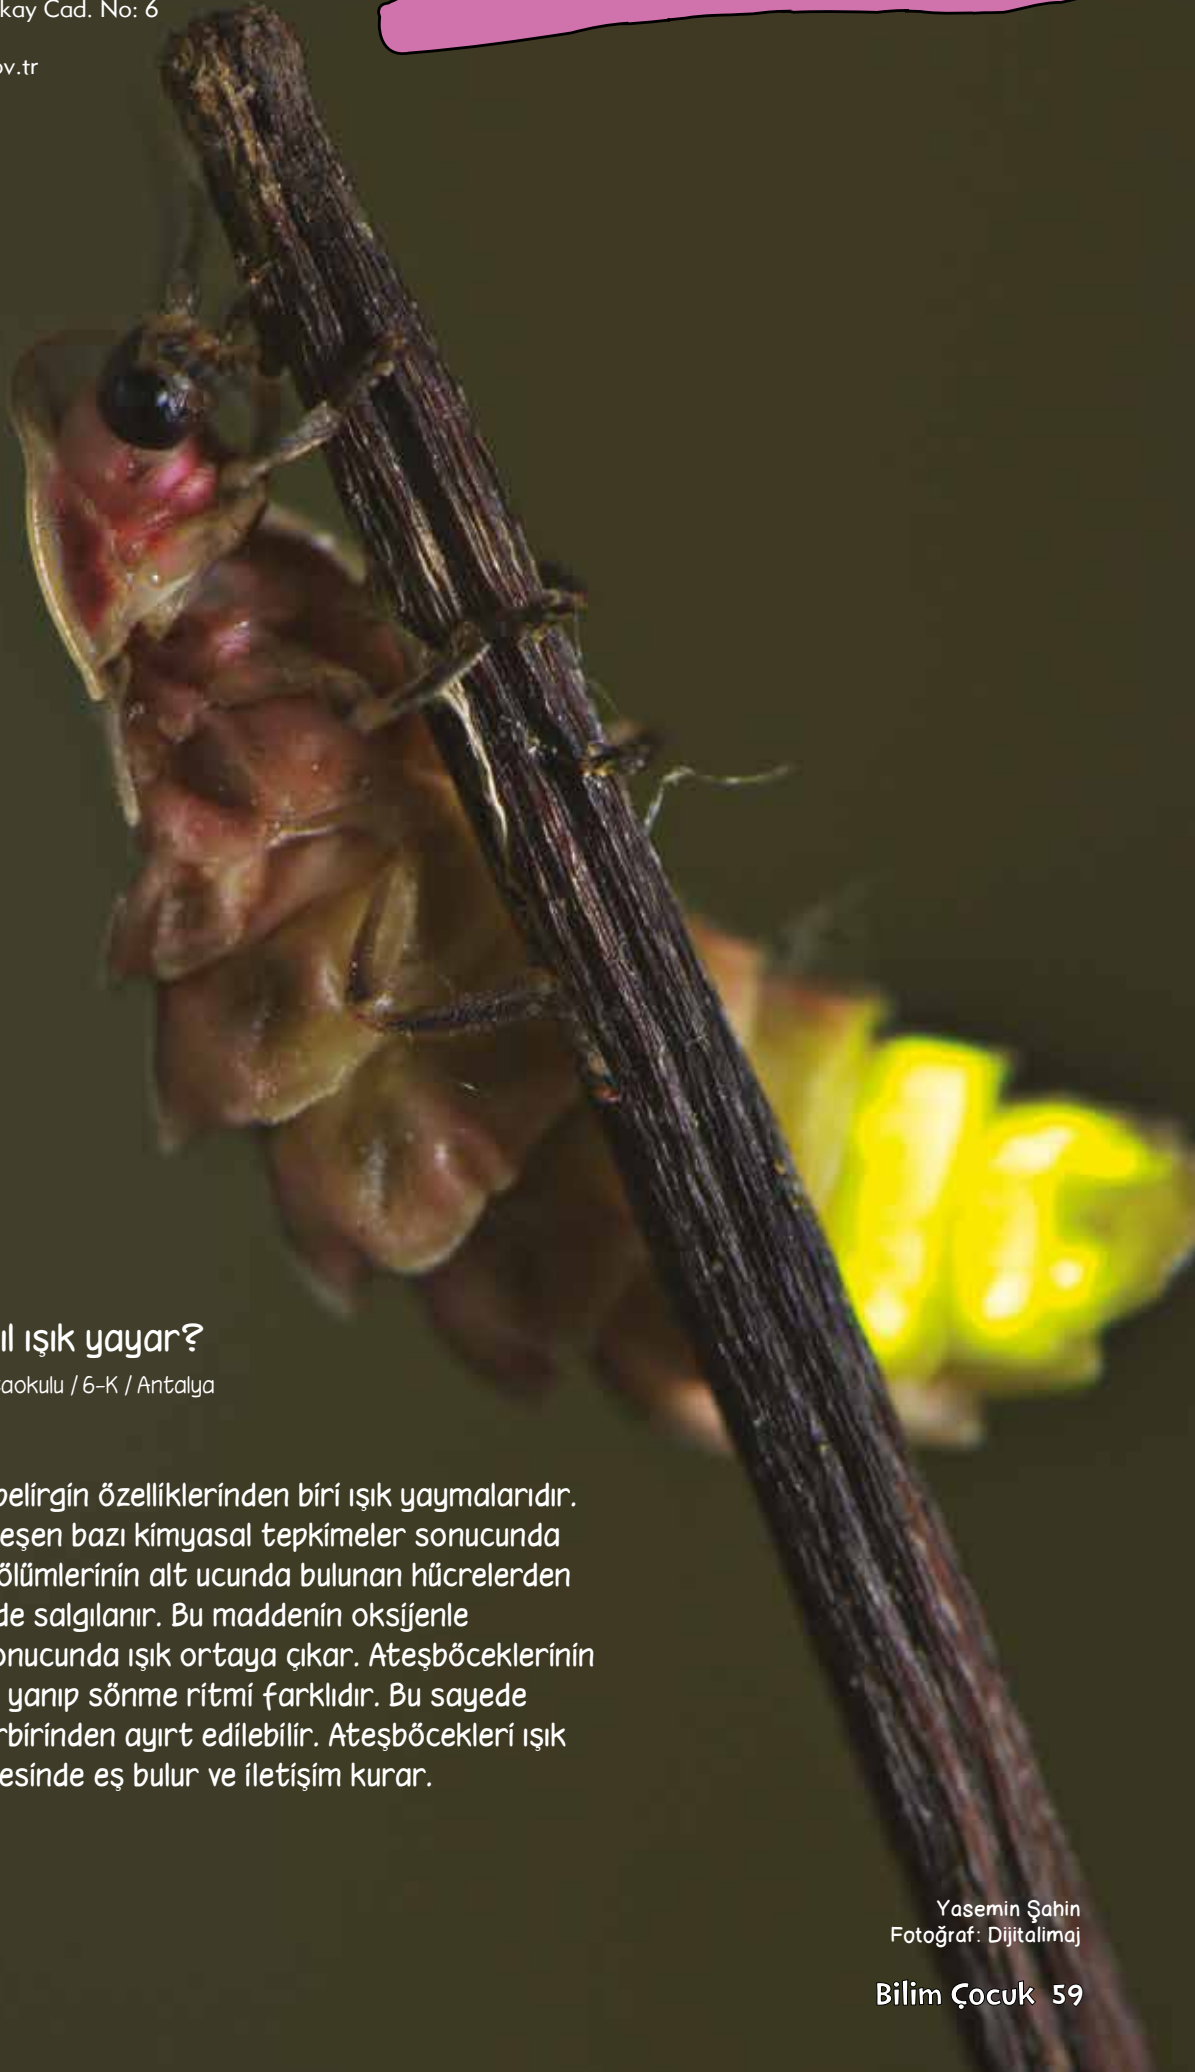 kay Cad. No: 6
ov.tr
ıl ışık yayar?
aokulu / 6-K / Antalya
belirgin özelliklerinden biri ışık yaymalarıdır.
eşen bazı kimyasal tepkimeler sonucunda
ölümlerinin alt ucunda bulunan hücrelerden
de salgılanır. Bu maddenin oksijenle
onucunda ışık ortaya çıkar. Ateşböceklerinin
yanıp sönme ritmi farklıdır. Bu sayede
rbirinden ayırt edilebilir. Ateşböcekleri ışık
esinde eş bulur ve iletişim kurar.
Yasemin Şahin
Fotoğraf: Dijitalimaj
Bilim Çocuk 59